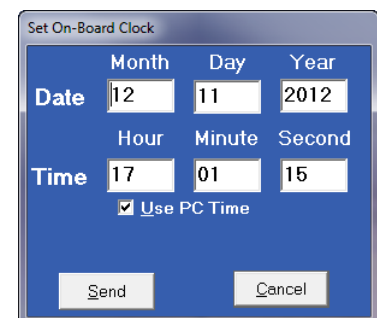 Set On-Board Clock
Month Day Year
Date 12 11 2012
Hour Minute Second
Time 17 01 15
Use PC Time
Send Cancel